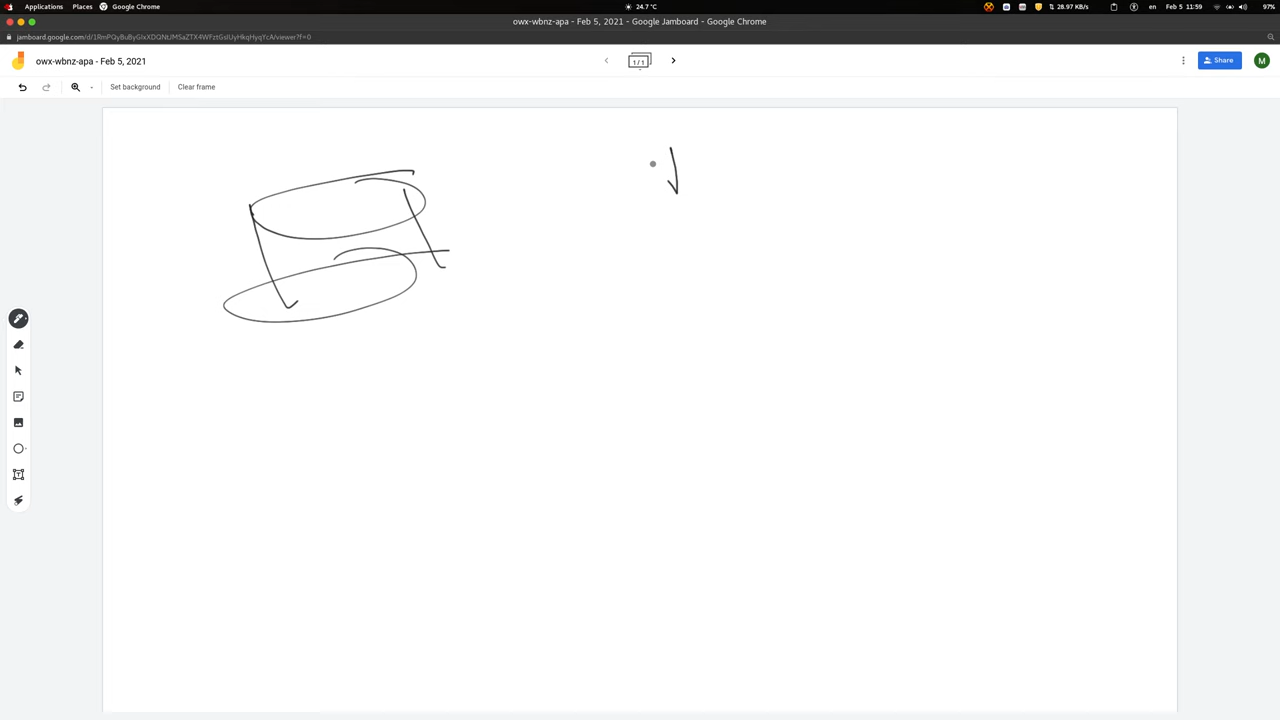 Applications Places Google Chrome 24.7 °C 28.97 KB/s en Feb 5 11:59 97%
owx-wbnz-apa - Feb 5, 2021 - Google Jamboard - Google Chrome
owx-wbnz-apa - Feb 5, 2021 1 / 1 Share M
Set background Clear frame